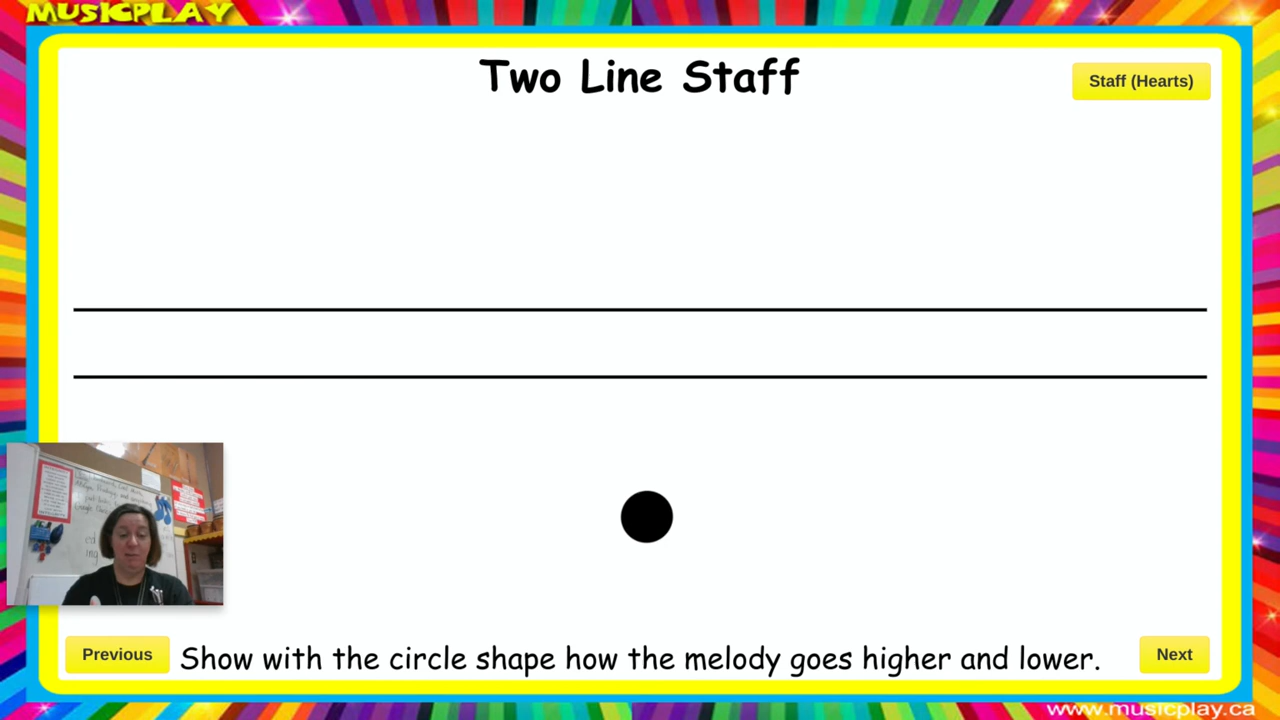 MUSICPLAY
Two Line Staff
Staff (Hearts)
Previous
Show with the circle shape how the melody goes higher and lower.
Next
www.musicplay.ca